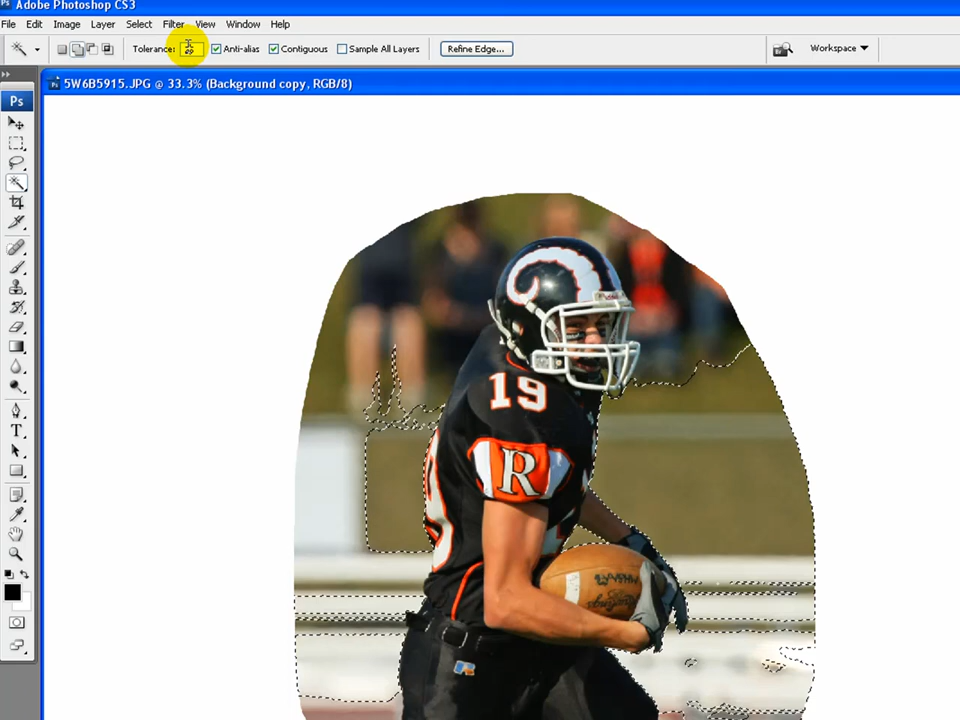 Adobe Photoshop CS3
File Edit Image Layer Select Filter View Window Help
Tolerance: Anti-alias Contiguous Sample All Layers Refine Edge... Workspace
Ps 5W6B5915.JPG @ 33.3% (Background copy, RGB/8)
Ps
19
R
T